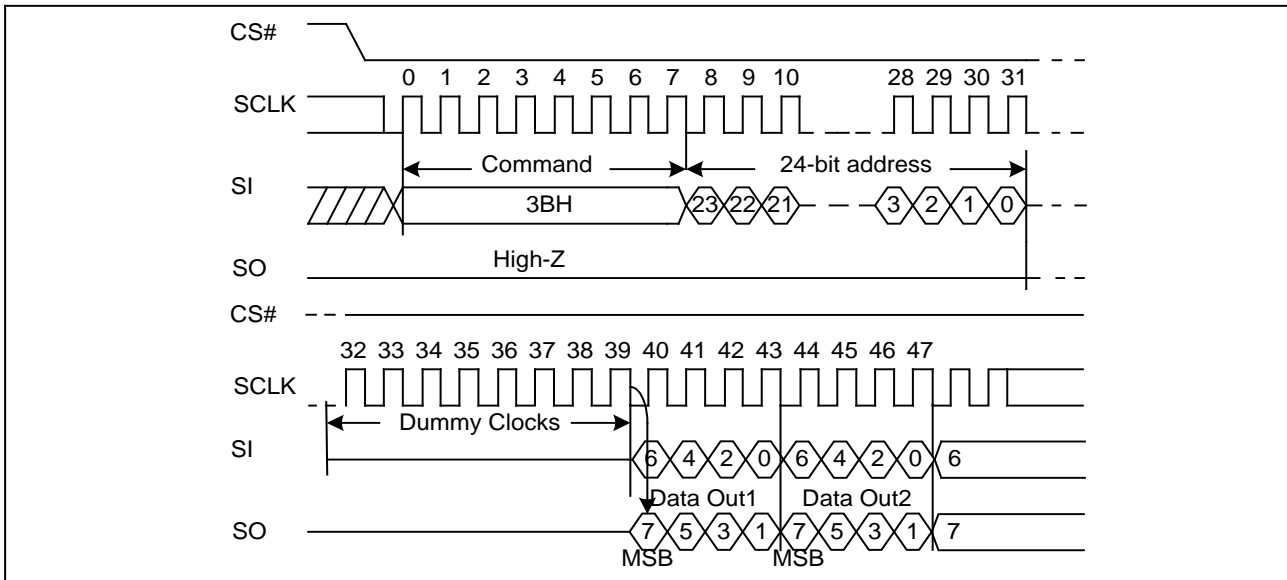 CS#
0 1 2 3 4 5 6 7 8 9 10 28 29 30 31
SCLK
Command 24-bit address
SI
3BH 23 22 21 3 2 1 0
High-Z
SO
CS#
32 33 34 35 36 37 38 39 40 41 42 43 44 45 46 47
SCLK
Dummy Clocks
SI
6 4 2 0 6 4 2 0 6
Data Out1 Data Out2
SO
7 5 3 1 7 5 3 1 7
MSB MSB